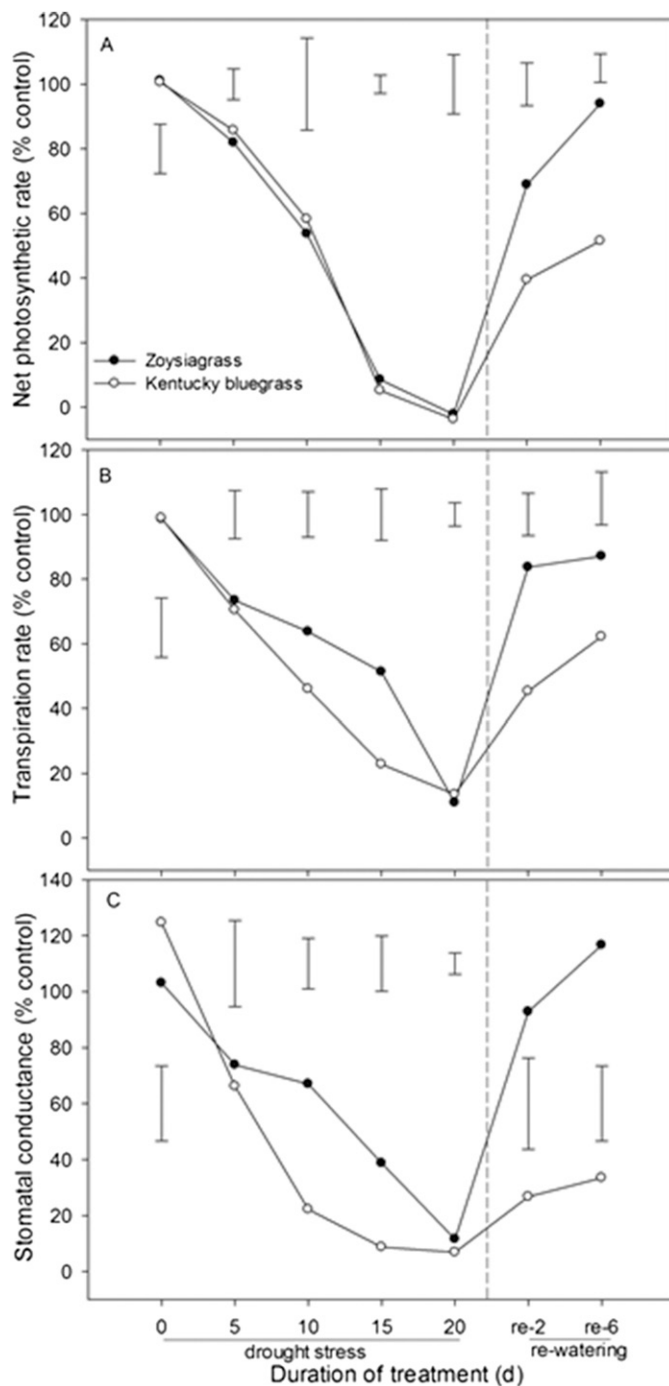 A
Net photosynthetic rate (% control)
120
100
80
60
40
20
0
Zoysiagrass
Kentucky bluegrass
B
Transpiration rate (% control)
120
100
80
60
40
20
0
C
Stomatal conductance (% control)
140
120
100
80
60
40
20
0
0 5 10 15 20 re-2 re-6
drought stress re-watering
Duration of treatment (d)